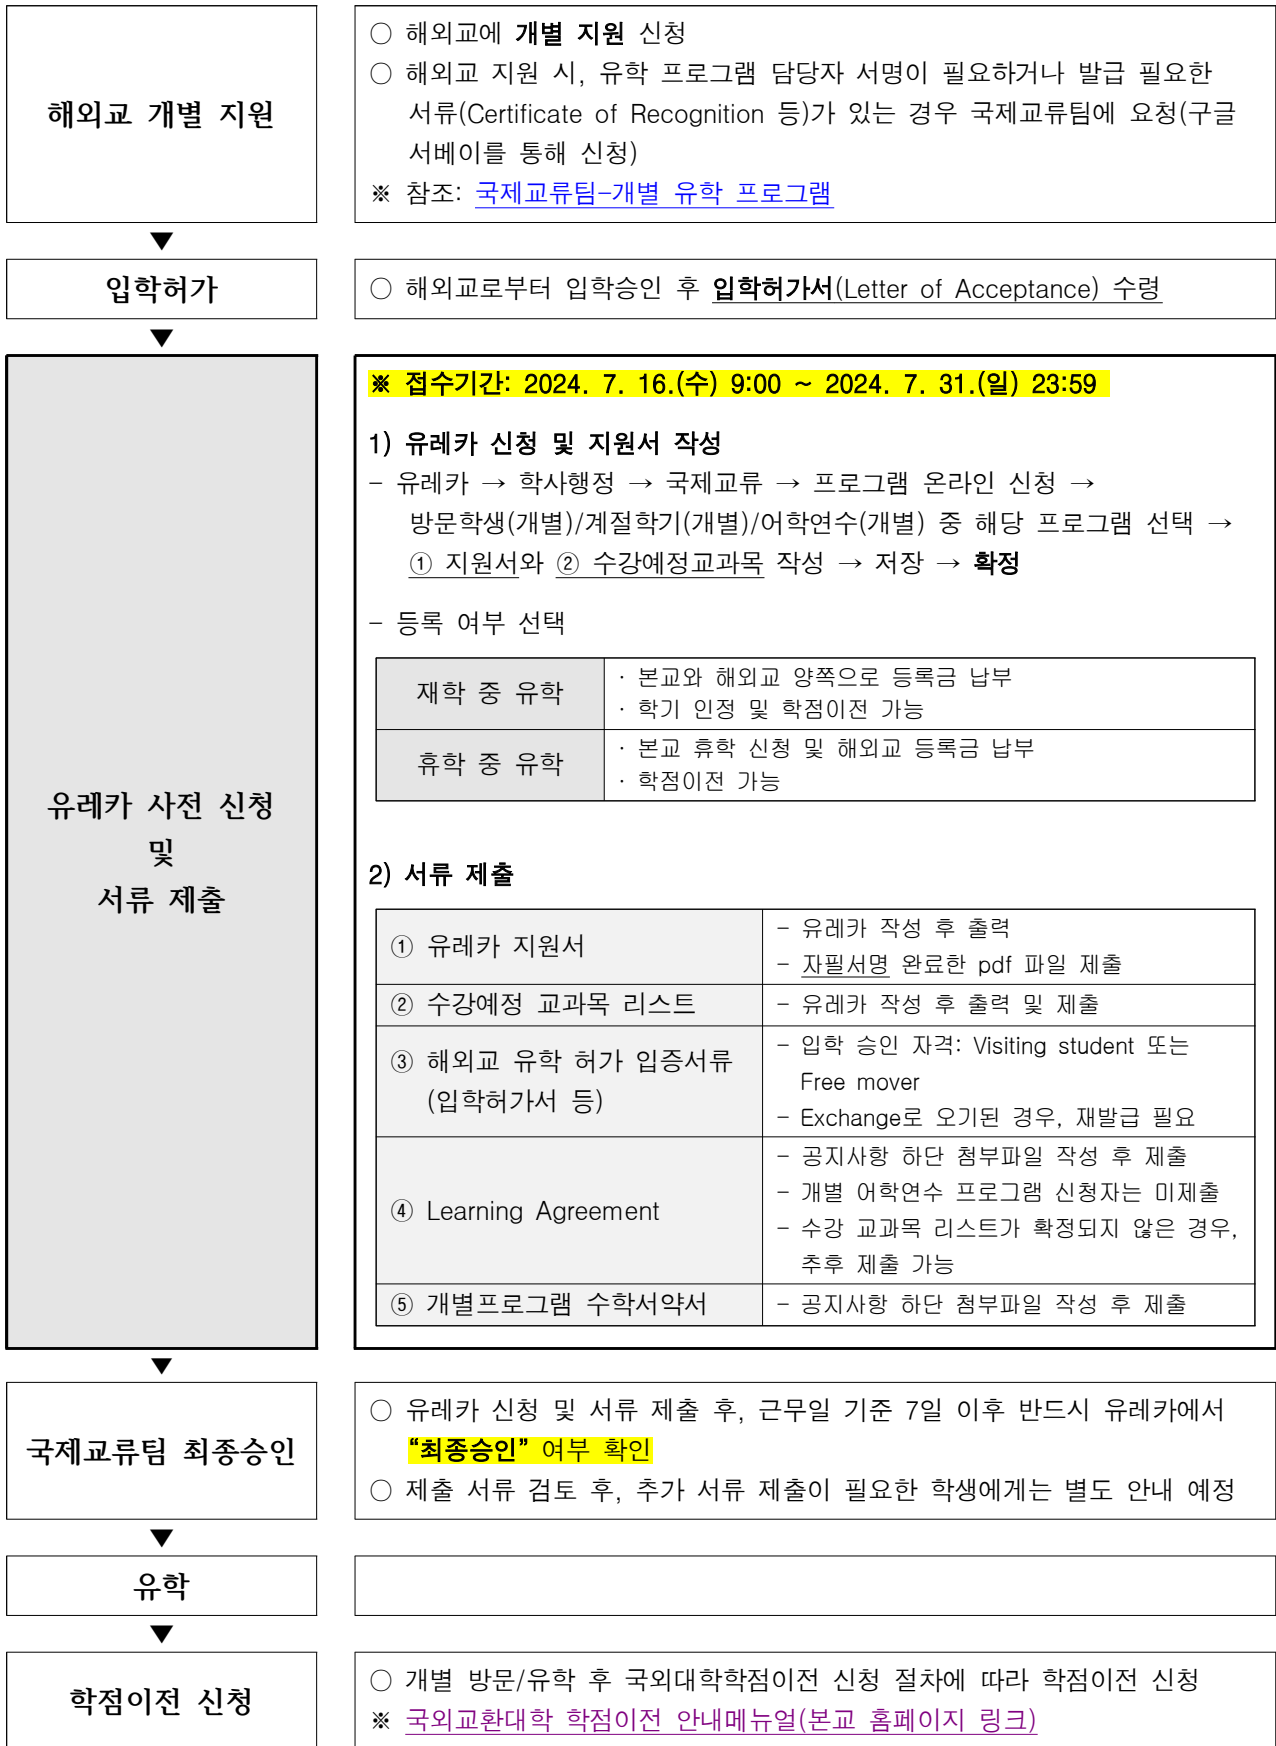 해외교 개별 지원
○ 해외교에 개별 지원 신청
○ 해외교 지원 시, 유학 프로그램 담당자 서명이 필요하거나 발급 필요한
서류(Certificate of Recognition 등)가 있는 경우 국제교류팀에 요청(구글
서베이를 통해 신청)
※ 참조: 국제교류팀-개별 유학 프로그램
▼
입학허가
○ 해외교로부터 입학승인 후 입학허가서(Letter of Acceptance) 수령
▼
유레카 사전 신청
및
서류 제출
※ 접수기간: 2024. 7. 16.(수) 9:00 ~ 2024. 7. 31.(일) 23:59
1) 유레카 신청 및 지원서 작성
- 유레카 → 학사행정 → 국제교류 → 프로그램 온라인 신청 →
방문학생(개별)/계절학기(개별)/어학연수(개별) 중 해당 프로그램 선택 →
① 지원서와 ② 수강예정교과목 작성 → 저장 → 확정
- 등록 여부 선택
재학 중 유학
· 본교와 해외교 양쪽으로 등록금 납부
· 학기 인정 및 학점이전 가능
휴학 중 유학
· 본교 휴학 신청 및 해외교 등록금 납부
· 학점이전 가능
2) 서류 제출
① 유레카 지원서
- 유레카 작성 후 출력
- 자필서명 완료한 pdf 파일 제출
② 수강예정 교과목 리스트
- 유레카 작성 후 출력 및 제출
③ 해외교 유학 허가 입증서류
(입학허가서 등)
- 입학 승인 자격: Visiting student 또는
Free mover
- Exchange로 오기된 경우, 재발급 필요
④ Learning Agreement
- 공지사항 하단 첨부파일 작성 후 제출
- 개별 어학연수 프로그램 신청자는 미제출
- 수강 교과목 리스트가 확정되지 않은 경우,
추후 제출 가능
⑤ 개별프로그램 수학서약서
- 공지사항 하단 첨부파일 작성 후 제출
▼
국제교류팀 최종승인
○ 유레카 신청 및 서류 제출 후, 근무일 기준 7일 이후 반드시 유레카에서
“최종승인” 여부 확인
○ 제출 서류 검토 후, 추가 서류 제출이 필요한 학생에게는 별도 안내 예정
▼
유학
▼
학점이전 신청
○ 개별 방문/유학 후 국외대학학점이전 신청 절차에 따라 학점이전 신청
※ 국외교환대학 학점이전 안내메뉴얼(본교 홈페이지 링크)